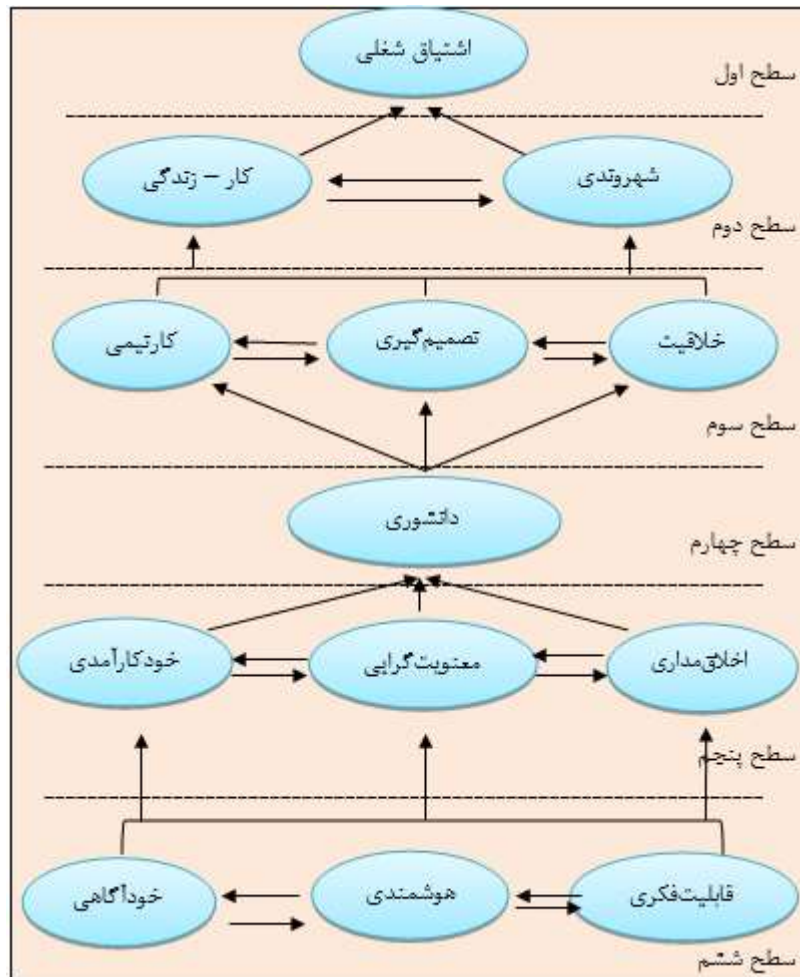 اشتیاق شغلی
سطح اول
شهروندی
کار – زندگی
سطح دوم
خلاقیت
تصمیم‌گیری
کارتیمی
سطح سوم
دانشوری
سطح چهارم
اخلاق‌مداری
معنویت‌گرایی
خودکارآمدی
سطح پنجم
قابلیت‌فکری
هوشمندی
خودآگاهی
سطح ششم